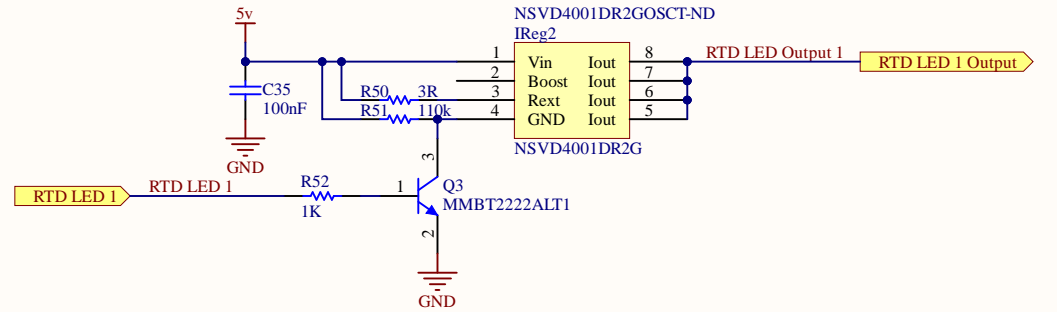 5v
NSVD4001DR2GOSCT-ND
IReg2
1 Vin Iout 8
RTD LED Output 1
RTD LED 1 Output
2 Boost Iout 7
C35
100nF
R50 3R
3 Rext Iout 6
R51 110k
4 GND Iout 5
NSVD4001DR2G
GND
3
RTD LED 1
RTD LED 1
R52
1K
1
Q3
MMBT2222ALT1
2
GND